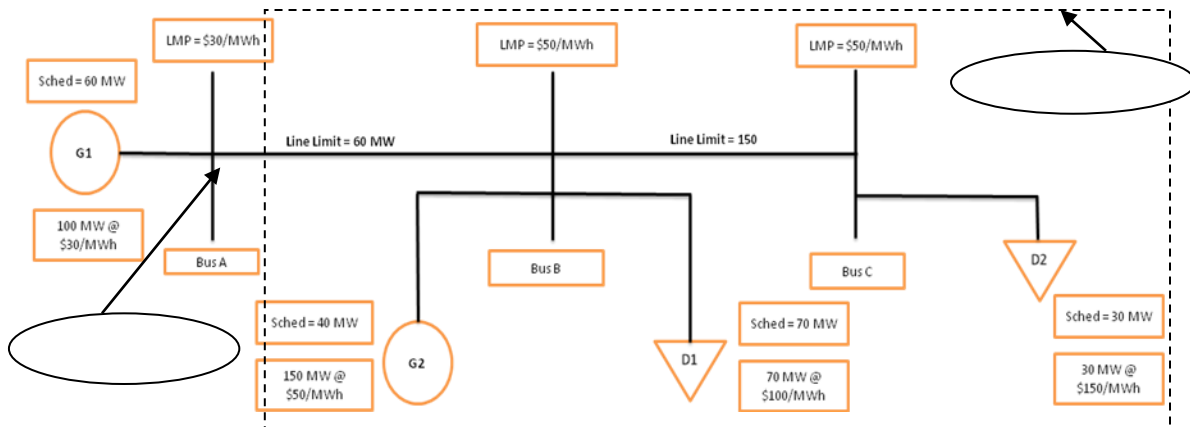 LMP = $30/MWh
LMP = $50/MWh
LMP = $50/MWh
Sched = 60 MW
G1
Line Limit = 60 MW
Line Limit = 150
100 MW @
$30/MWh
Bus A
Bus B
Bus C
D2
Sched = 40 MW
Sched = 70 MW
Sched = 30 MW
G2
D1
150 MW @
$50/MWh
70 MW @
$100/MWh
30 MW @
$150/MWh